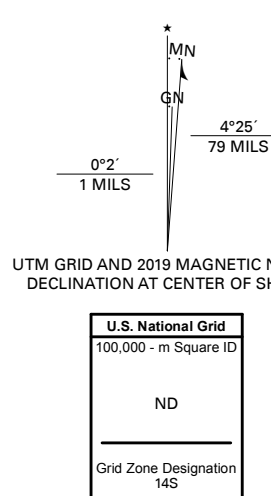 ★
MN
GN
4°25´
79 MILS
0°2´
1 MILS
UTM GRID AND 2019 MAGNETIC N
DECLINATION AT CENTER OF SH
U.S. National Grid
100,000 - m Square ID
ND
Grid Zone Designation
14S